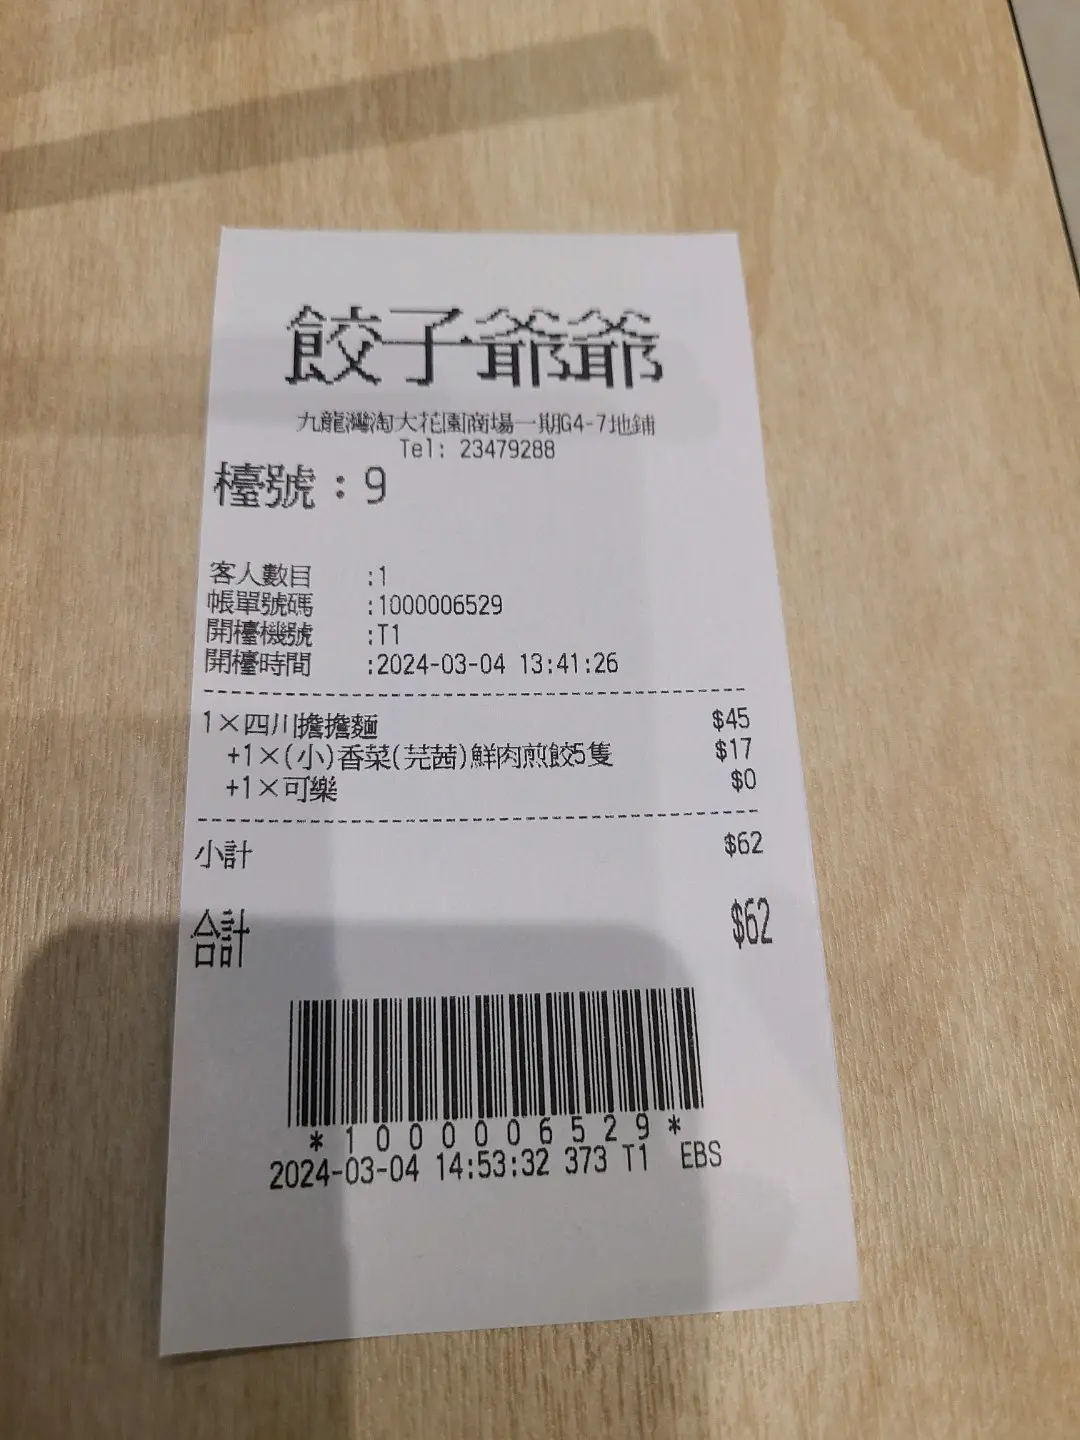 餃子爺爺
九龍灣淘大花園商場一期G4-7地鋪
Tel: 23479288
檯號：9
客人數目 :1
帳單號碼 :1000006529
開檯機號 :T1
開檯時間 :2024-03-04 13:41:26
1×四川擔擔麵 $45
+1×(小)香菜(芫茜)鮮肉煎餃5隻 $17
+1×可樂 $0
小計 $62
合計 $62
*1000006529*
2024-03-04 14:53:32 373 T1 EBS